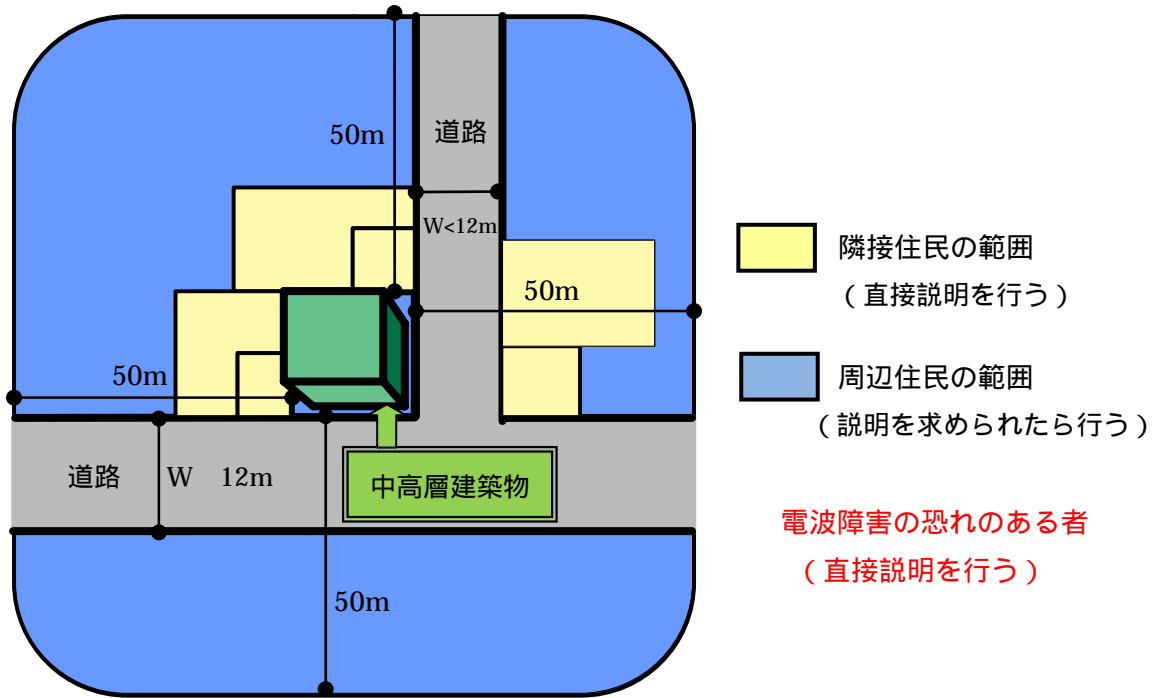 50m
道路
W<12m
50m
50m
道路
W 12m
中高層建築物
50m
隣接住民の範囲
（直接説明を行う）
周辺住民の範囲
（説明を求められたら行う）
電波障害の恐れのある者
（直接説明を行う）